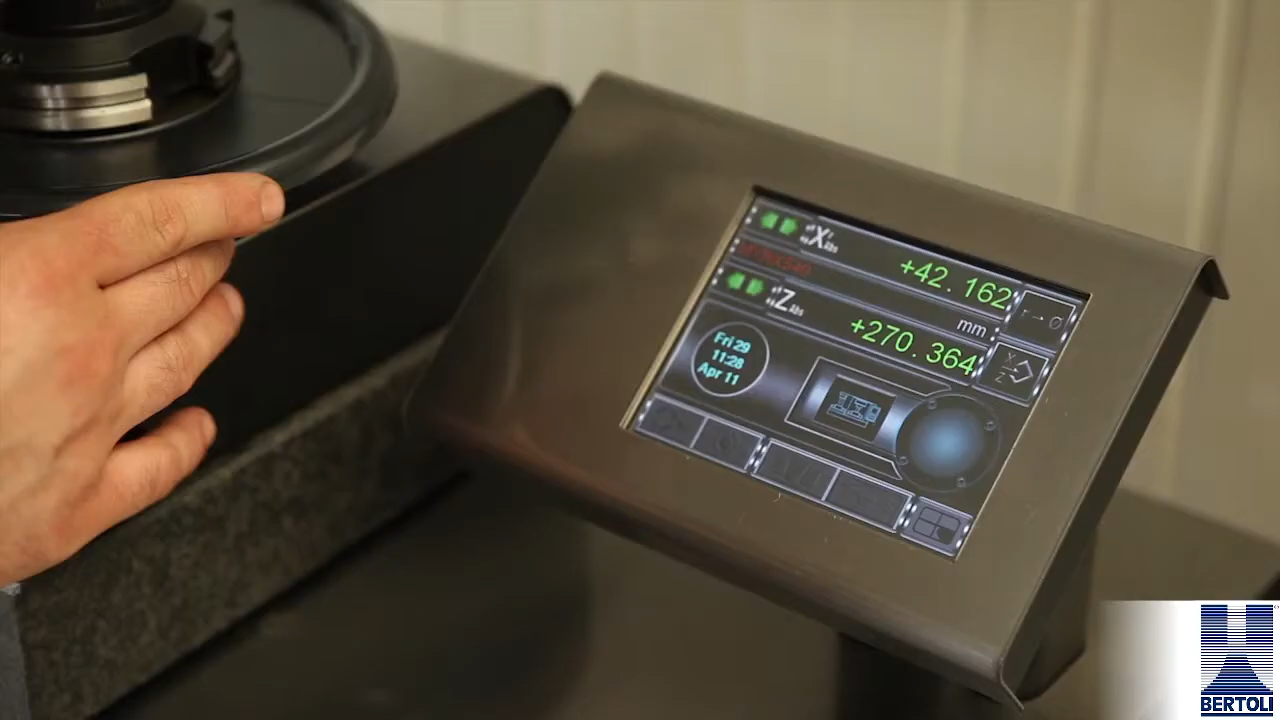 X
+42.162
mm
Z
+270.364
Fri 29
11:28
Apr 11
X
Z
BERTOLI